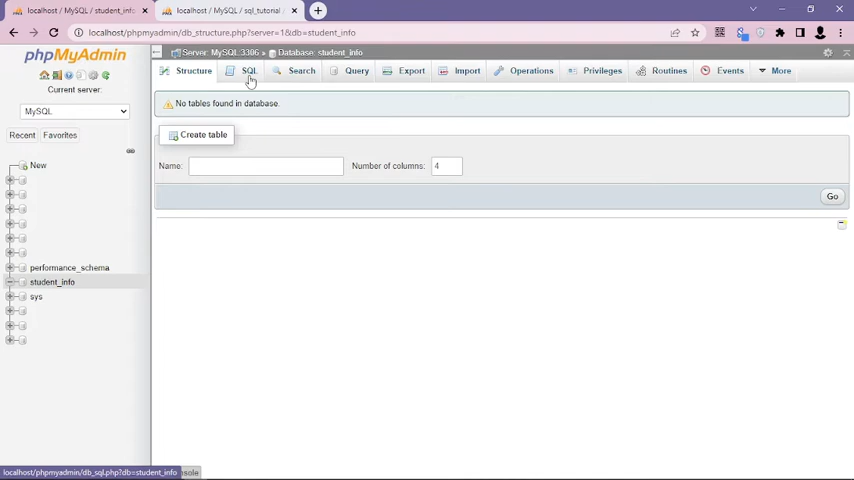 localhost / MySQL / student_info
localhost / MySQL / sql_tutorial /
localhost/phpmyadmin/db_structure.php?server=1&db=student_info
phpMyAdmin
Current server:
MySQL
Recent Favorites
New
performance_schema
student_info
sys
Server: MySQL:3306 » Database: student_info
Structure SQL Search Query Export Import Operations Privileges Routines Events More
No tables found in database.
Create table
Name: Number of columns: 4
Go
localhost/phpmyadmin/db_sql.php?db=student_info